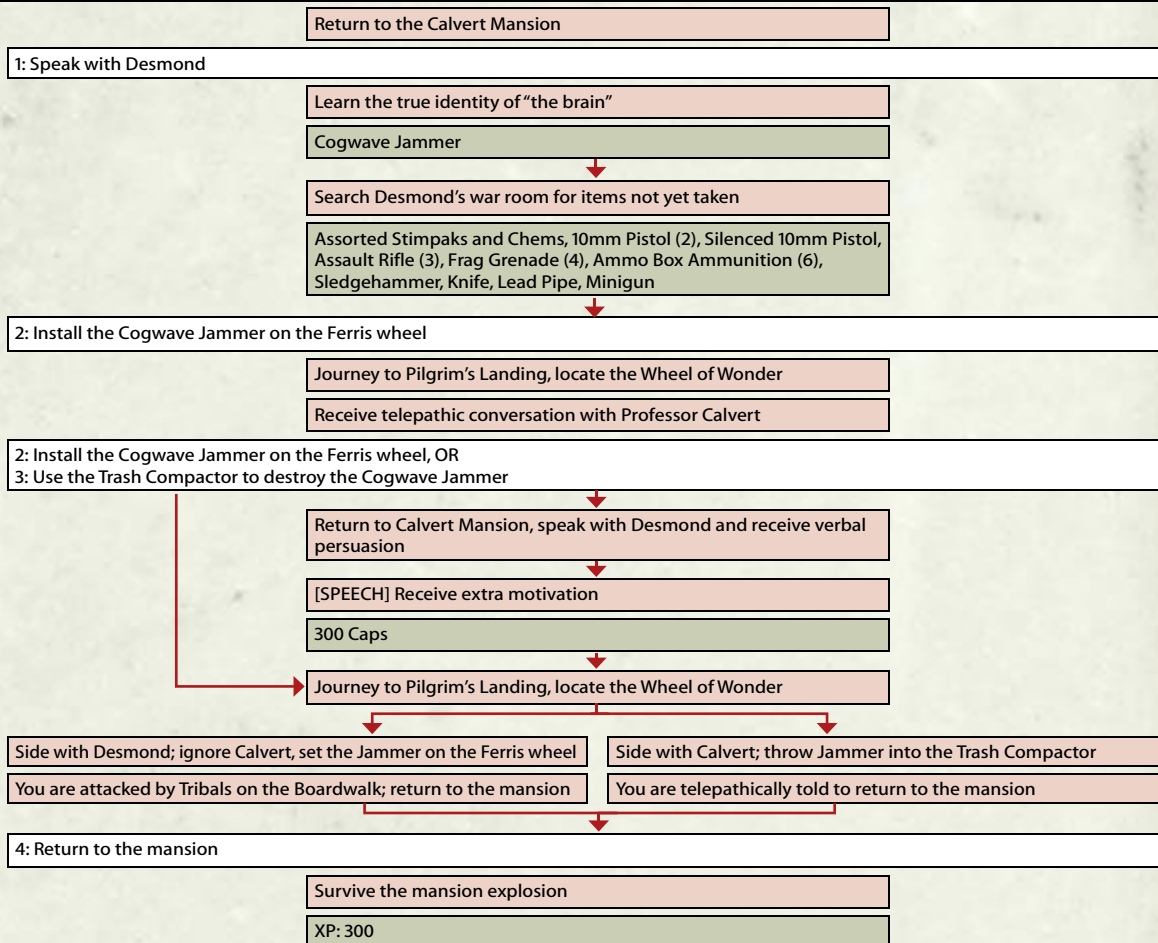 Return to the Calvert Mansion
1: Speak with Desmond
Learn the true identity of “the brain”
Cogwave Jammer
Search Desmond’s war room for items not yet taken
Assorted Stimpaks and Chems, 10mm Pistol (2), Silenced 10mm Pistol,
Assault Rifle (3), Frag Grenade (4), Ammo Box Ammunition (6),
Sledgehammer, Knife, Lead Pipe, Minigun
2: Install the Cogwave Jammer on the Ferris wheel
Journey to Pilgrim’s Landing, locate the Wheel of Wonder
Receive telepathic conversation with Professor Calvert
2: Install the Cogwave Jammer on the Ferris wheel, OR
3: Use the Trash Compactor to destroy the Cogwave Jammer
Return to Calvert Mansion, speak with Desmond and receive verbal
persuasion
[SPEECH] Receive extra motivation
300 Caps
Journey to Pilgrim’s Landing, locate the Wheel of Wonder
Side with Desmond; ignore Calvert, set the Jammer on the Ferris wheel
You are attacked by Tribals on the Boardwalk; return to the mansion
Side with Calvert; throw Jammer into the Trash Compactor
You are telepathically told to return to the mansion
4: Return to the mansion
Survive the mansion explosion
XP: 300